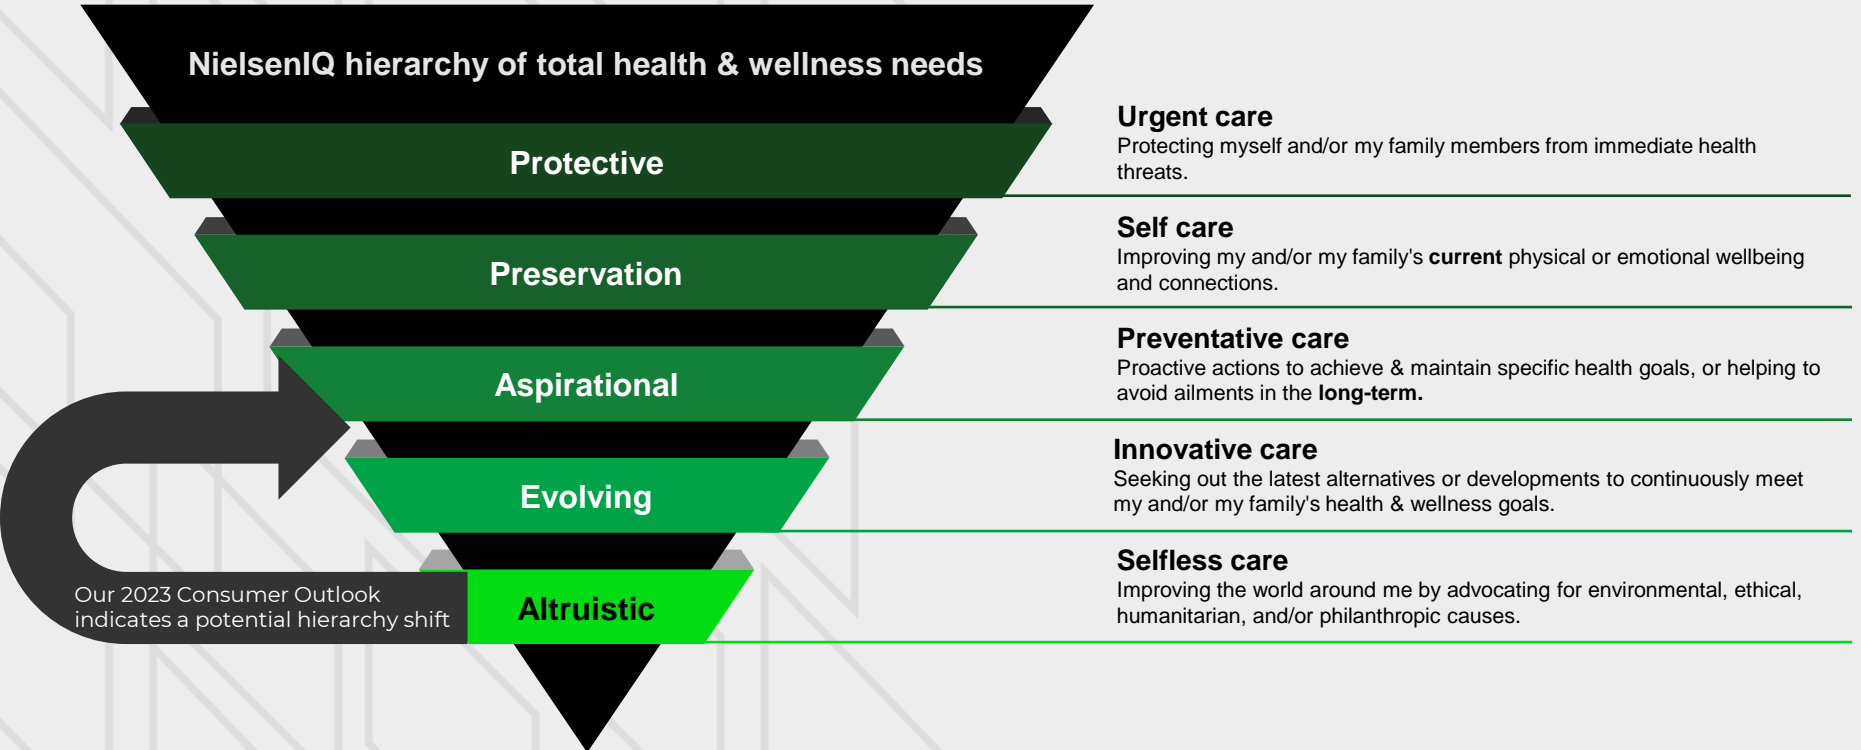 NielsenIQ hierarchy of total health & wellness needs
Protective
Urgent care
Protecting myself and/or my family members from immediate health
threats.
Preservation
Self care
Improving my and/or my family's current physical or emotional wellbeing
and connections.
Aspirational
Preventative care
Proactive actions to achieve & maintain specific health goals, or helping to
avoid ailments in the long-term.
Evolving
Innovative care
Seeking out the latest alternatives or developments to continuously meet
my and/or my family's health & wellness goals.
Our 2023 Consumer Outlook
indicates a potential hierarchy shift
Altruistic
Selfless care
Improving the world around me by advocating for environmental, ethical,
humanitarian, and/or philanthropic causes.